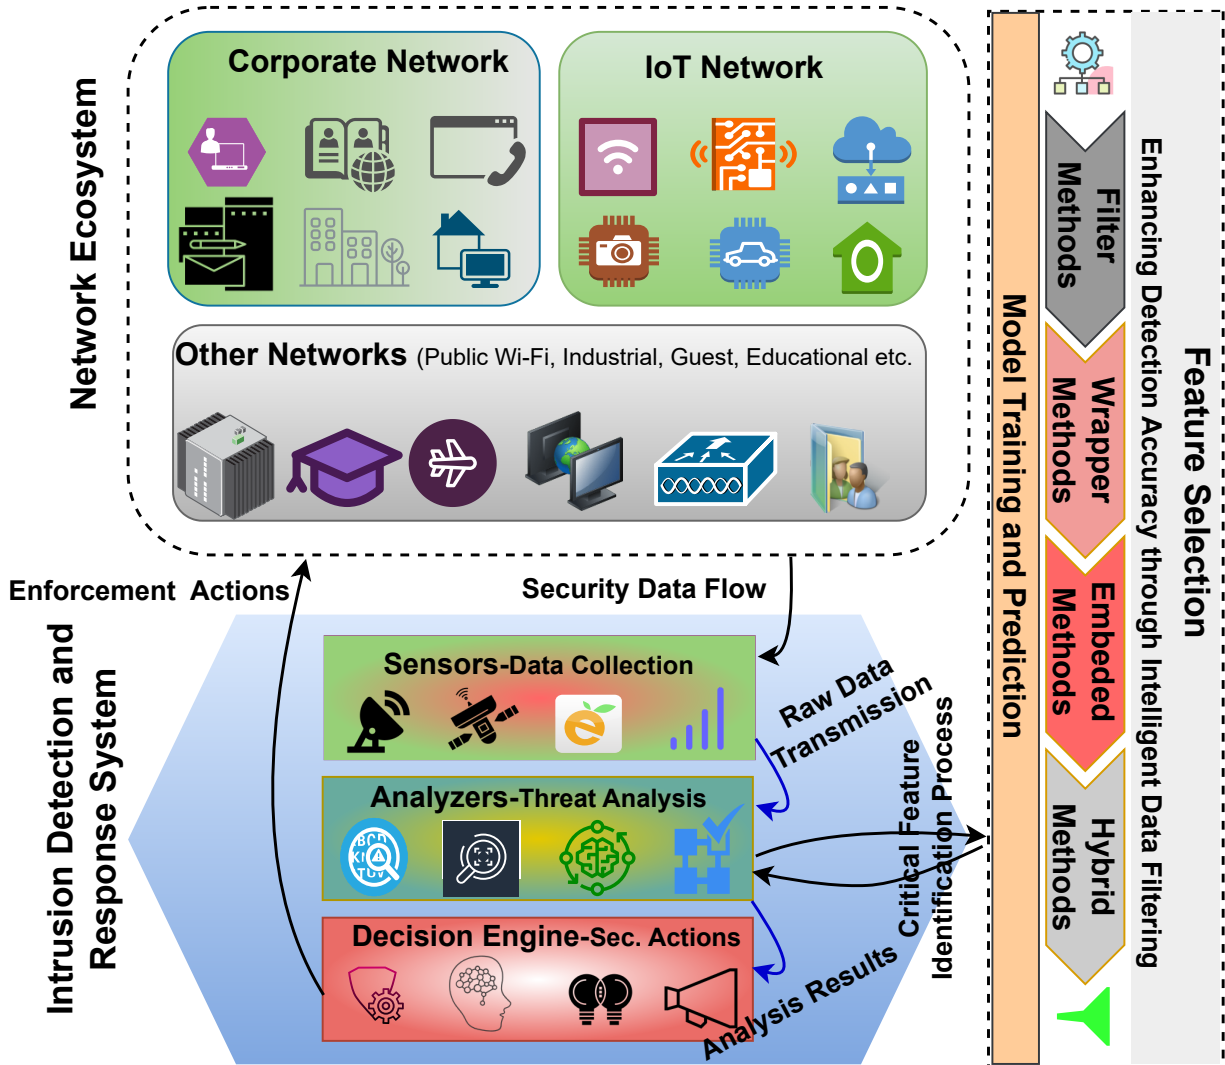 Network Ecosystem
Corporate Network
IoT Network
Other Networks (Public Wi-Fi, Industrial, Guest, Educational etc.
Enforcement Actions
Security Data Flow
Intrusion Detection and
Response System
Sensors-Data Collection
Raw Data
Transmission
Analyzers-Threat Analysis
BCD
Critical Feature
Identification Process
Decision Engine-Sec. Actions
Analysis Results
Model Training and Prediction
Filter
Methods
Wrapper
Methods
Embeded
Methods
Hybrid
Methods
Enhancing Detection Accuracy through Intelligent Data Filtering
Feature Selection